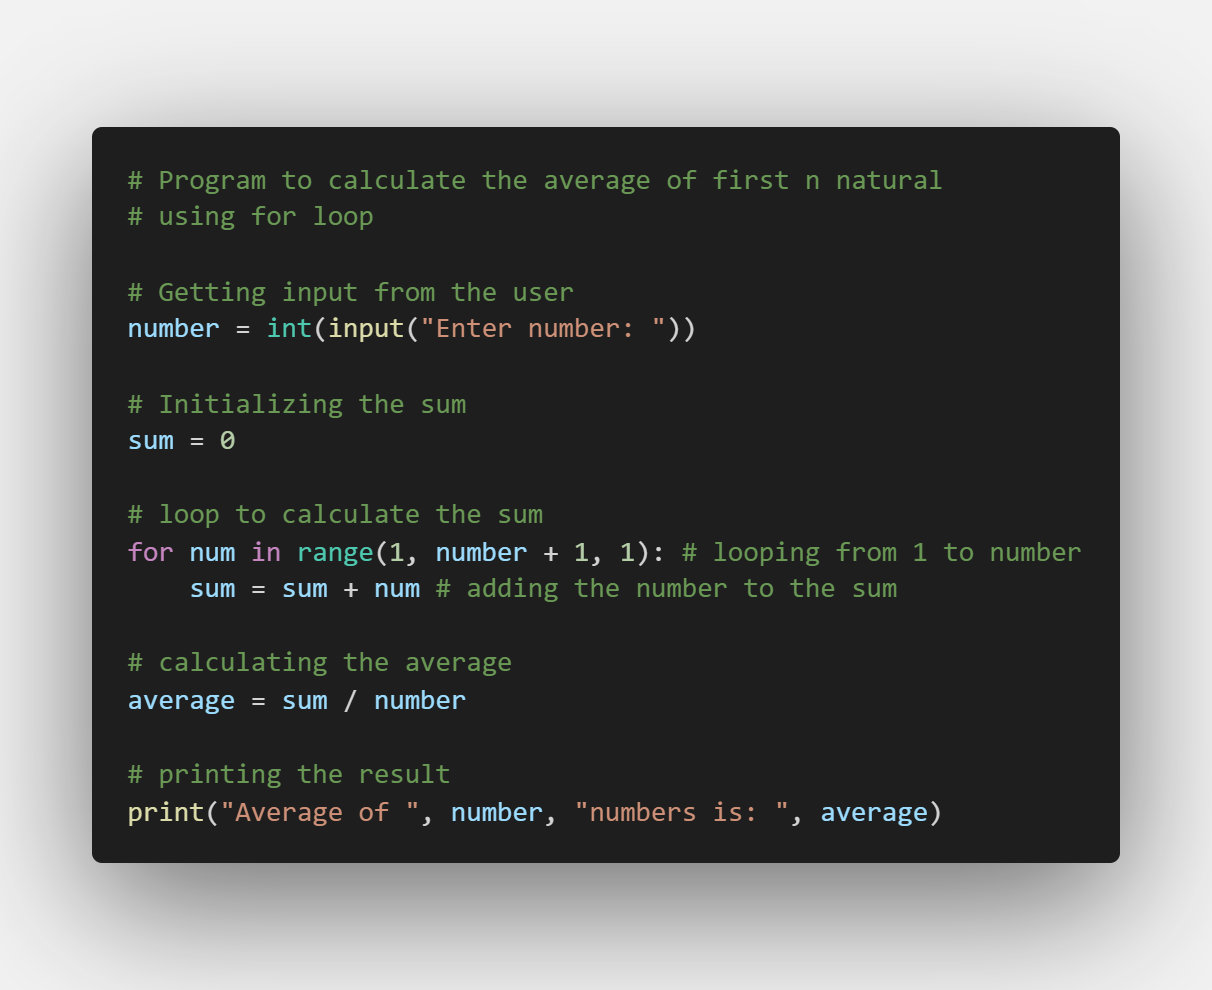 # Program to calculate the average of first n natural
# using for loop
# Getting input from the user
number = int(input("Enter number: "))
# Initializing the sum
sum = 0
# loop to calculate the sum
for num in range(1, number + 1, 1): # looping from 1 to number
    sum = sum + num # adding the number to the sum
# calculating the average
average = sum / number
# printing the result
print("Average of ", number, "numbers is: ", average)